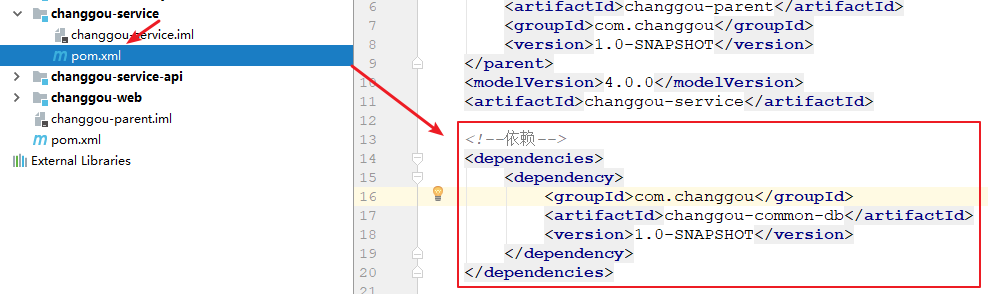 changgou-service
changgou-service.iml
pom.xml
changgou-service-api
changgou-web
changgou-parent.iml
pom.xml
External Libraries
6 <artifactId>changgou-parent</artifactId>
7 <groupId>com.changgou</groupId>
8 <version>1.0-SNAPSHOT</version>
9 </parent>
10 <modelVersion>4.0.0</modelVersion>
11 <artifactId>changgou-service</artifactId>
12
13 <!--依赖-->
14 <dependencies>
15 <dependency>
16 <groupId>com.changgou</groupId>
17 <artifactId>changgou-common-db</artifactId>
18 <version>1.0-SNAPSHOT</version>
19 </dependency>
20 </dependencies>
21